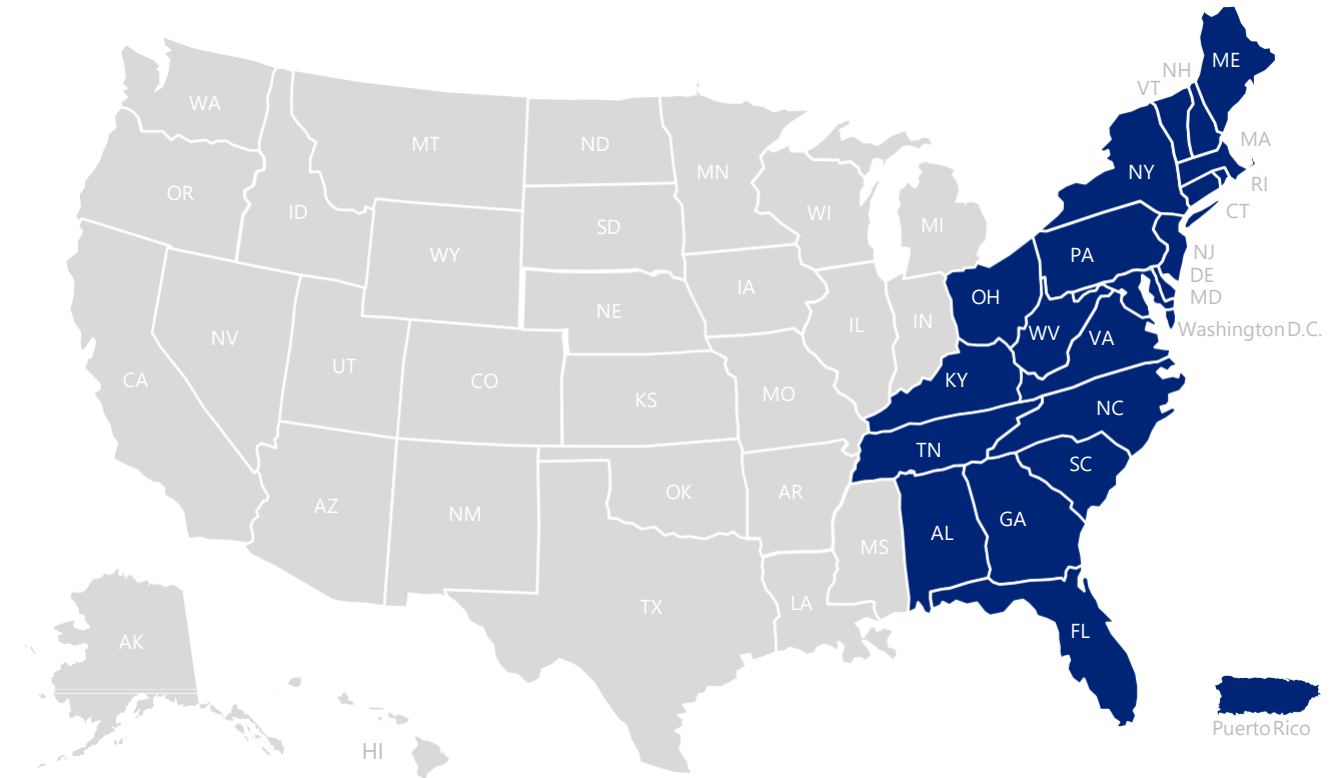 ME
NH
VT
WA
MA
MT
ND
MN
NY
RI
OR
ID
WI
CT
SD
MI
WY
PA
NJ
DE
IA
OH
MD
NE
IL
IN
Washington D.C.
NV
WV
VA
UT
CO
CA
KY
KS
MO
NC
TN
SC
OK
AR
AZ
NM
GA
AL
MS
LA
TX
FL
AK
Puerto Rico
HI